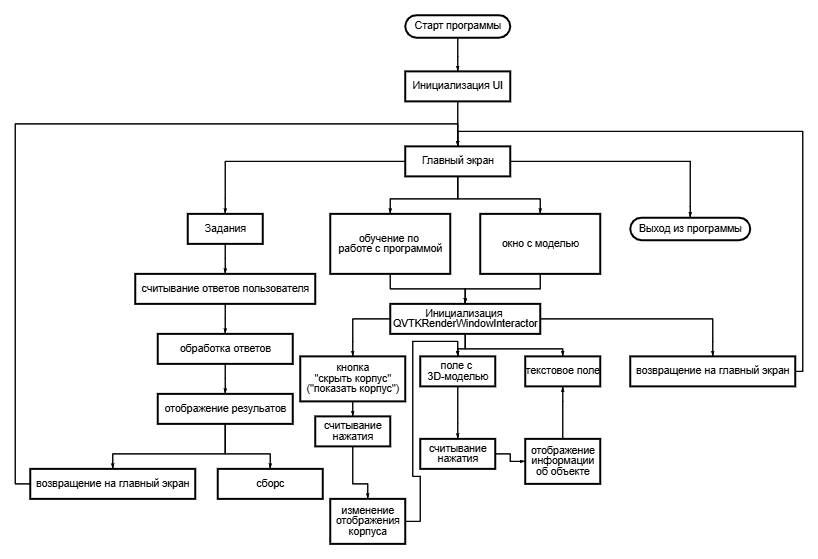 Старт программы
Инициализация UI
Главный экран
Задания
обучение по
работе с программой
окно с моделью
Выход из программы
считывание ответов пользователя
Инициализация
QVTKRenderWindowInteractor
обработка ответов
кнопка
"скрыть корпус"
("показать корпус")
поле с
3D-моделью
текстовое поле
возвращение на главный экран
отображение резульатов
считывание
нажатия
считывание
нажатия
отображение
информации
об объекте
возвращение на главный экран
сборс
изменение
отображения
корпуса